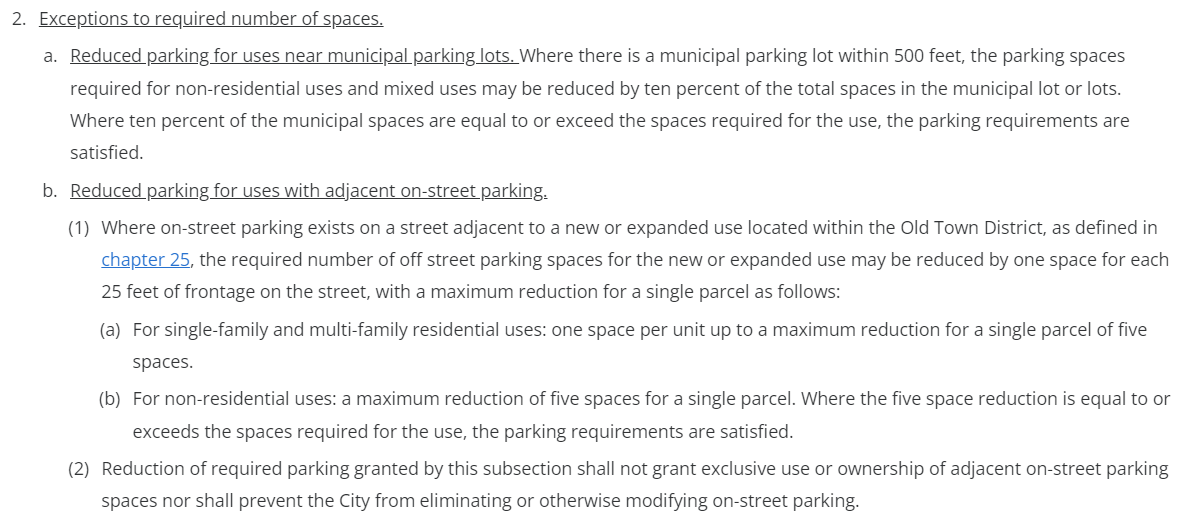 2. Exceptions to required number of spaces.
a. Reduced parking for uses near municipal parking lots. Where there is a municipal parking lot within 500 feet, the parking spaces
required for non-residential uses and mixed uses may be reduced by ten percent of the total spaces in the municipal lot or lots.
Where ten percent of the municipal spaces are equal to or exceed the spaces required for the use, the parking requirements are
satisfied.
b. Reduced parking for uses with adjacent on-street parking.
(1) Where on-street parking exists on a street adjacent to a new or expanded use located within the Old Town District, as defined in
chapter 25, the required number of off street parking spaces for the new or expanded use may be reduced by one space for each
25 feet of frontage on the street, with a maximum reduction for a single parcel as follows:
(a) For single-family and multi-family residential uses: one space per unit up to a maximum reduction for a single parcel of five
spaces.
(b) For non-residential uses: a maximum reduction of five spaces for a single parcel. Where the five space reduction is equal to or
exceeds the spaces required for the use, the parking requirements are satisfied.
(2) Reduction of required parking granted by this subsection shall not grant exclusive use or ownership of adjacent on-street parking
spaces nor shall prevent the City from eliminating or otherwise modifying on-street parking.